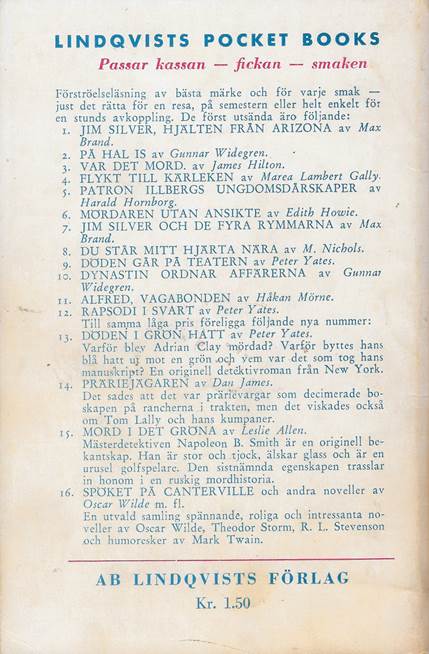 LINDQVISTS POCKET BOOKS
Passar kassan — fickan — smaken
Förströelseläsning av bästa märke och för varje smak —
just det rätta för en resa, på semestern eller helt enkelt för
en stunds avkoppling. De först utsända äro följande:
1. JIM SILVER, HJÄLTEN FRÅN ARIZONA av Max
Brand.
2. PÅ HAL IS av Gunnar Widegren.
3. VAR DET MORD. av James Hilton.
4. FLYKT TILL KÄRLEKEN av Marea Lambert Gally.
5. PATRON ILLBERGS UNGDOMSDÅRSKAPER av
Harald Hornborg.
6. MÖRDAREN UTAN ANSIKTE av Edith Howie.
7. JIM SILVER OCH DE FYRA RYMMARNA av Max
Brand.
8. DU STÅR MITT HJÄRTA NÄRA av M. Nichols.
9. DÖDEN GÅR PÅ TEATERN av Peter Yates.
10. DYNASTIN ORDNAR AFFÄRERNA av Gunnar
Widegren.
11. ALFRED, VAGABONDEN av Håkan Mörne.
12. RAPSODI I SVART av Peter Yates.
Till samma låga pris föreligga följande nya nummer:
13. DÖDEN I GRÖN HATT av Peter Yates.
Varför blev Adrian Clay mördad? Varför byttes hans
blå hatt ut mot en grön och vem var det som tog hans
manuskript? En originell detektivroman från New York.
14. PRÄRIEJÄGAREN av Dan James.
Det sades att det var prärievargar som decimerade bo-
skapen på rancherna i trakten, men det viskades också
om Tom Lally och hans kumpaner.
15. MORD I DET GRÖNA av Leslie Allen.
Mästerdetektiven Napoleon B. Smith är en originell be-
kantskap. Han är stor och tjock, älskar glass och är en
urusel golfspelare. Den sistnämnda egenskapen trasslar
in honom i en ruskig mordhistoria.
16. SPÖKET PÅ CANTERVILLE och andra noveller av
Oscar Wilde m. fl.
En utvald samling spännande, roliga och intressanta no-
veller av Oscar Wilde, Theodor Storm, R. L. Stevenson
och humoresker av Mark Twain.
AB LINDQVISTS FÖRLAG
Kr. 1.50